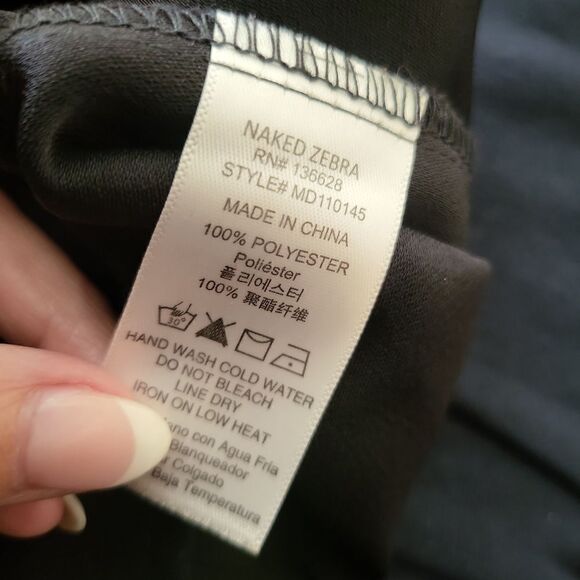 NAKED ZEBRA
RN# 136628
STYLE# MD110145
MADE IN CHINA
100% POLYESTER
Poliéster
폴리에스터
100% 聚酯纤维
30°
HAND WASH COLD WATER
DO NOT BLEACH
LINE DRY
IRON ON LOW HEAT
con Agua Fría
Blanqueador
Colgado
Baja Temperatura